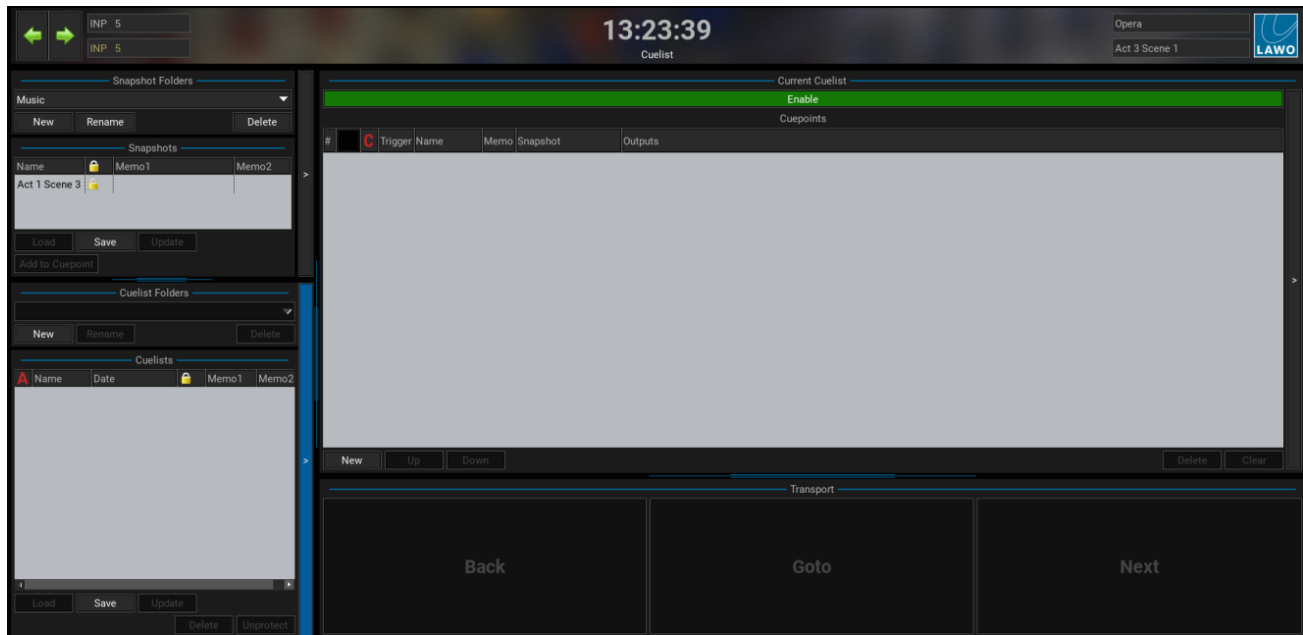 INP 5
INP 5
13:23:39
Cuelist
Opera
Act 3 Scene 1
LAWO
Snapshot Folders
Music
New Rename Delete
Snapshots
Name Memo1 Memo2
Act 1 Scene 3
Load Save Update
Add to Cuepoint
>
Cuelist Folders
New Rename Delete
Cuelists
A Name Date Memo1 Memo2
Load Save Update
Delete Unprotect
>
Current Cuelist
Enable
Cuepoints
# C Trigger Name Memo Snapshot Outputs
New Up Down Delete Clear
>
Transport
Back Goto Next